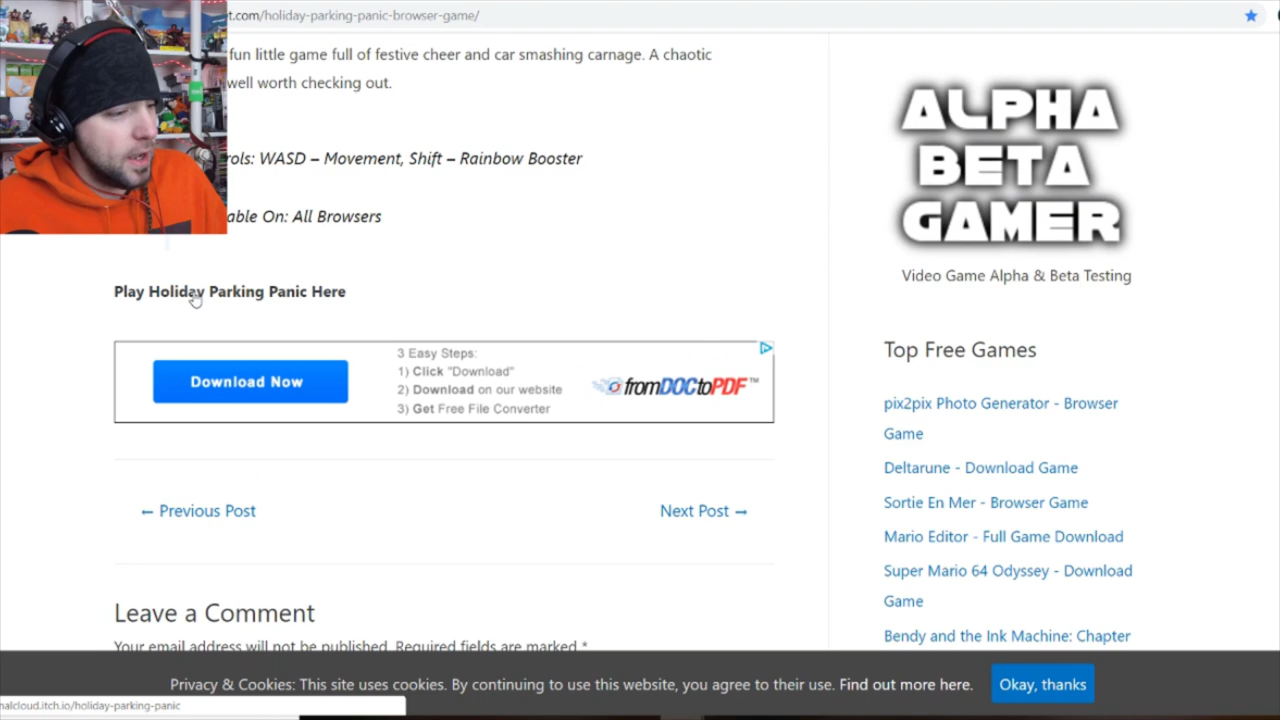 t.com/holiday-parking-panic-browser-game/
fun little game full of festive cheer and car smashing carnage. A chaotic
well worth checking out.
rols: WASD – Movement, Shift – Rainbow Booster
able On: All Browsers
Play Holiday Parking Panic Here
Download Now
3 Easy Steps:
1) Click "Download"
2) Download on our website
3) Get Free File Converter
fromDOCtoPDF™
← Previous Post
Next Post →
Leave a Comment
Your email address will not be published. Required fields are marked *
ALPHA
BETA
GAMER
Video Game Alpha & Beta Testing
Top Free Games
pix2pix Photo Generator - Browser
Game
Deltarune - Download Game
Sortie En Mer - Browser Game
Mario Editor - Full Game Download
Super Mario 64 Odyssey - Download
Game
Bendy and the Ink Machine: Chapter
Privacy & Cookies: This site uses cookies. By continuing to use this website, you agree to their use. Find out more here.
Okay, thanks
nalcloud.itch.io/holiday-parking-panic